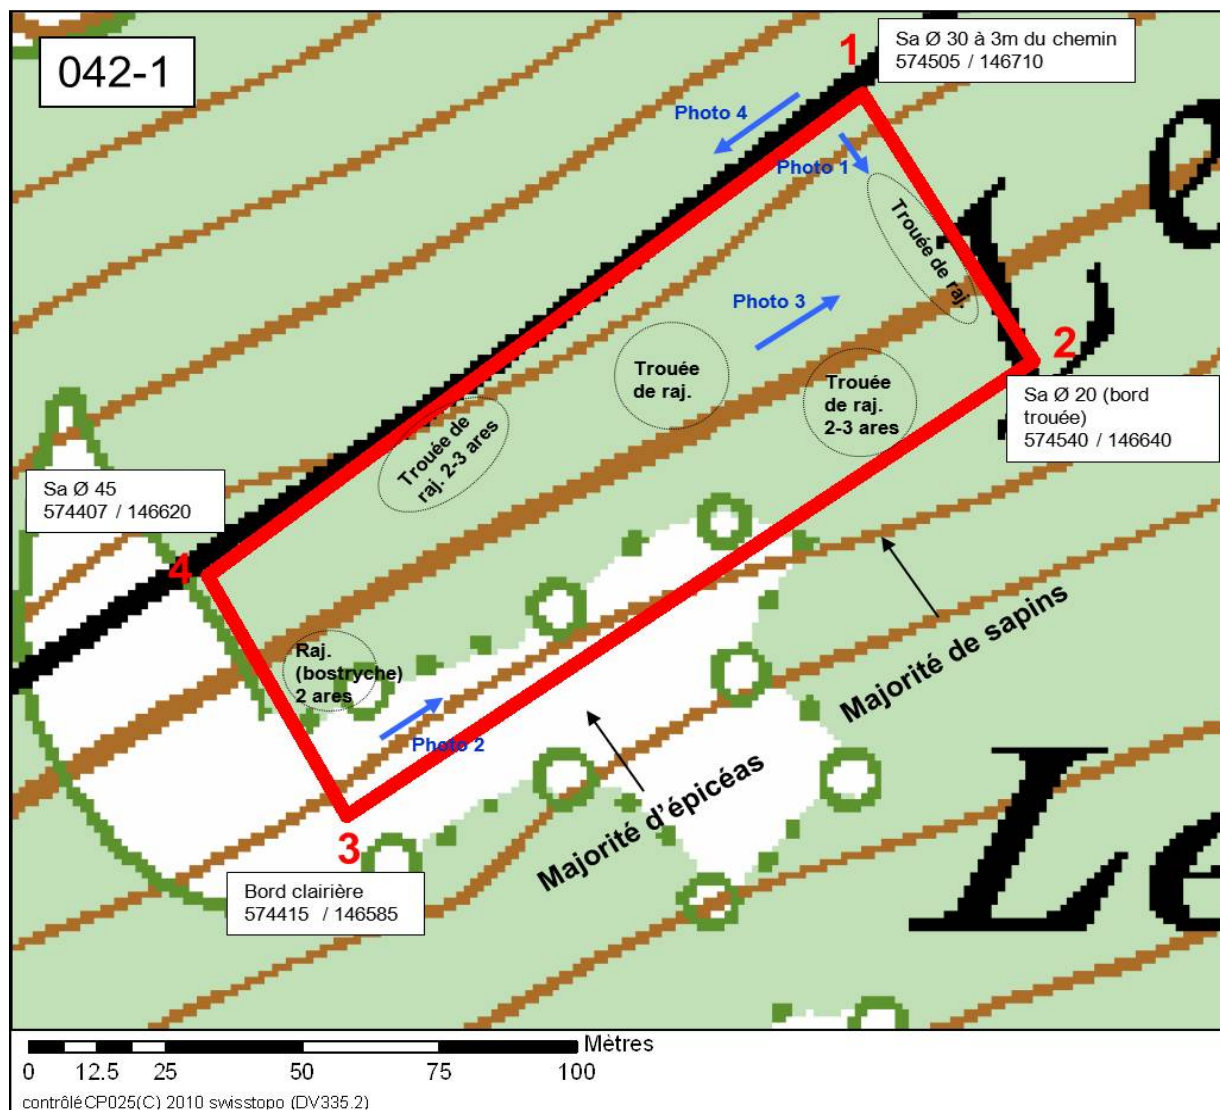 042-1
1
Sa Ø 30 à 3m du chemin
574505 / 146710
Photo 4
Photo 1
Trouée de raj.
e
L
Photo 3
2
Trouée
de raj.
Trouée
de raj.
2-3 ares
Sa Ø 20 (bord
trouée)
574540 / 146640
Trouée de
raj. 2-3 ares
Sa Ø 45
574407 / 146620
4
Raj.
(bostryche)
2 ares
Photo 2
Majorité de sapins
Majorité d'épicéas
3
Bord clairière
574415 / 146585
Le
Mètres
0 12.5 25 50 75 100
contrôléCP025(C) 2010 swisstopo (DV335.2)